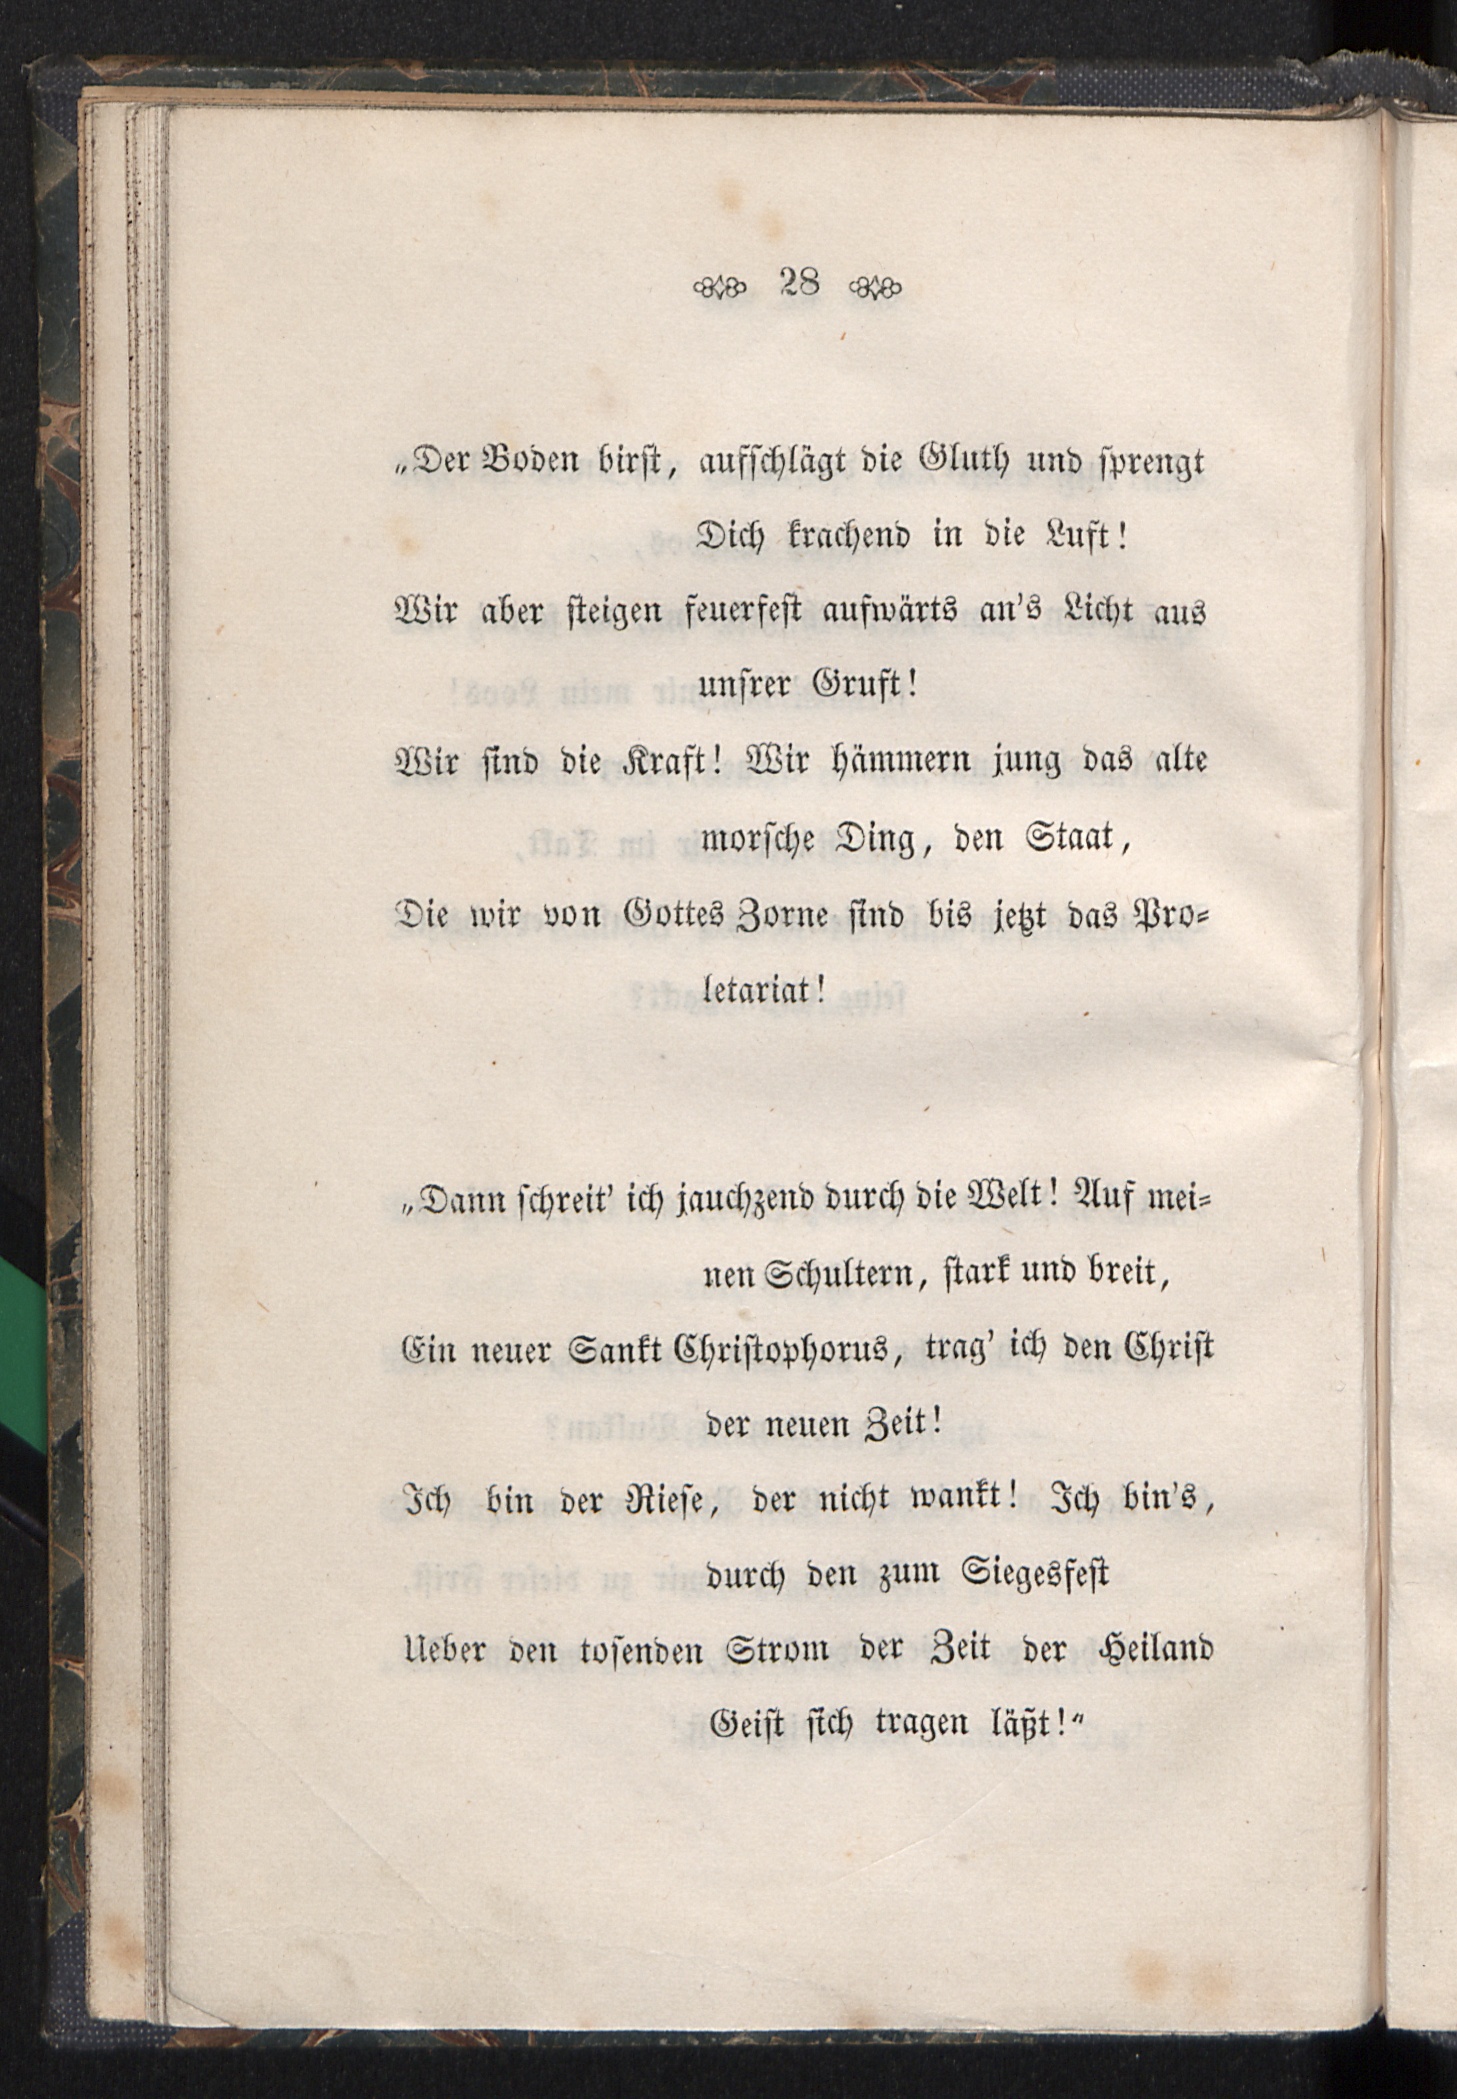 28
„Der Boden birst, aufschlägt die Gluth und sprengt
Dich krachend in die Luft!
Wir aber steigen feuerfest aufwärts an's Licht aus
unsrer Gruft!
Wir sind die Kraft! Wir hämmern jung das alte
morsche Ding, den Staat,
Die wir von Gottes Zorne sind bis jetzt das Pro-
letariat!
„Dann schreit' ich jauchzend durch die Welt! Auf mei-
nen Schultern, stark und breit,
Ein neuer Sankt Christophorus, trag' ich den Christ
der neuen Zeit!
Ich bin der Riese, der nicht wankt! Ich bin's,
durch den zum Siegesfest
Ueber den tosenden Strom der Zeit der Heiland
Geist sich tragen läßt!“